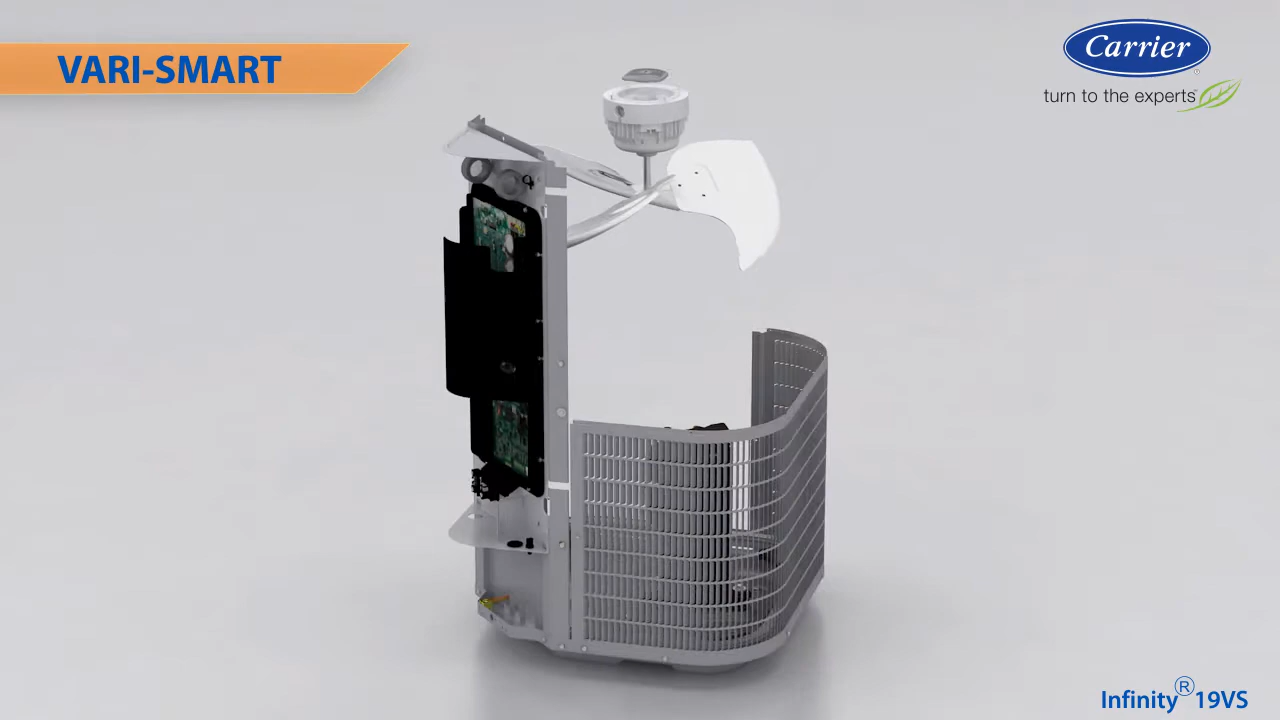 VARI-SMART
Carrier
®
turn to the experts
Infinity® 19VS